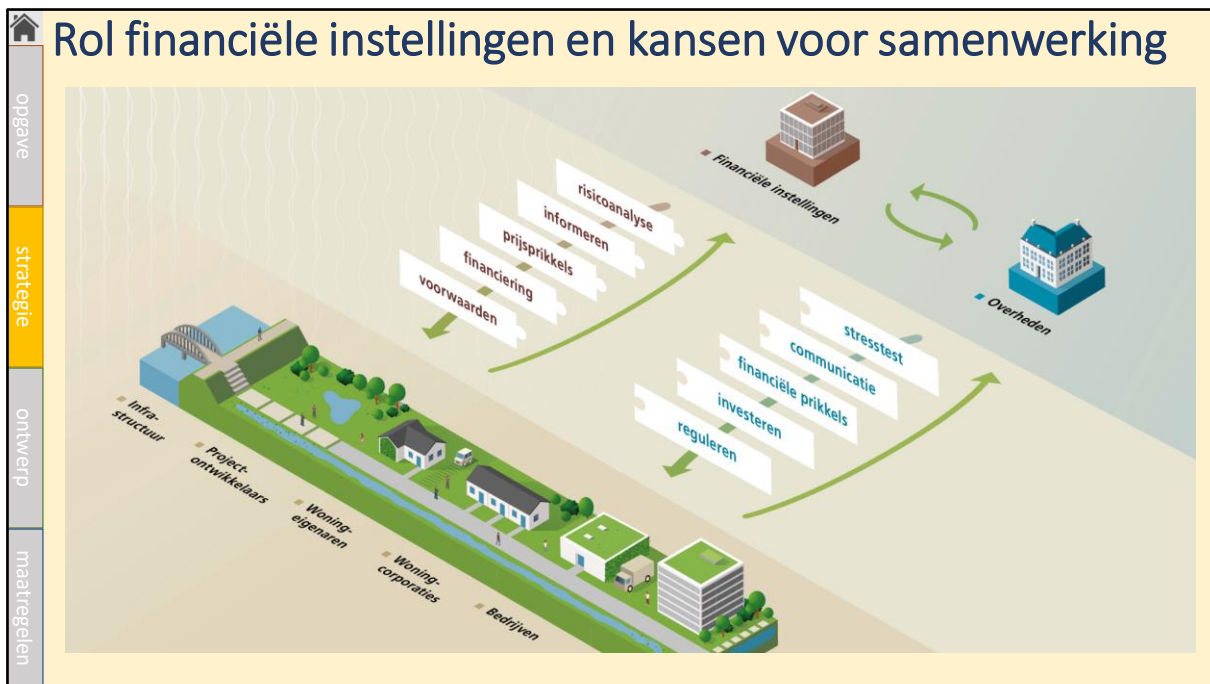 Rol financiële instellingen en kansen voor samenwerking
opgave
strategie
ontwerp
maatregelen
Financiële instellingen
Overheden
risicoanalyse
informeren
prijsprikkels
financiering
voorwaarden
stresstest
communicatie
financiële prikkels
investeren
reguleren
Infra-
structuur
Project-
ontwikkelaars
Woning-
eigenaren
Woning-
corporaties
Bedrijven